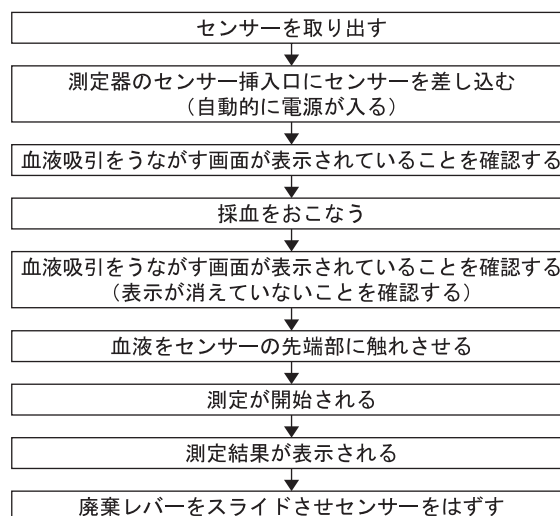 センサーを取り出す
測定器のセンサー挿入口にセンサーを差し込む
（自動的に電源が入る）
血液吸引をうながす画面が表示されていることを確認する
採血をおこなう
血液吸引をうながす画面が表示されていることを確認する
（表示が消えていないことを確認する）
血液をセンサーの先端部に触れさせる
測定が開始される
測定結果が表示される
廃棄レバーをスライドさせセンサーをはずす